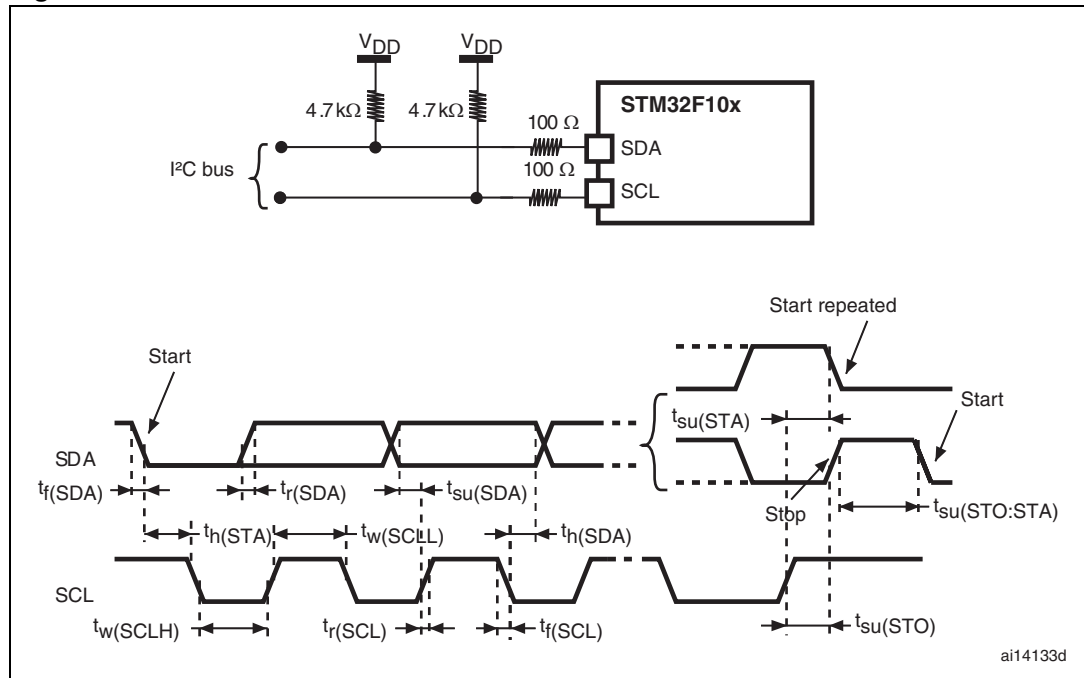 VDD VDD
4.7kΩ 4.7kΩ
STM32F10x
100 Ω
SDA
I²C bus
100 Ω
SCL
Start repeated
Start
Start
tsu(STA)
SDA
tf(SDA) tr(SDA) tsu(SDA)
Stop
tsu(STO:STA)
th(STA) tw(SCLL) th(SDA)
SCL
tw(SCLH) tr(SCL) tf(SCL) tsu(STO)
ai14133d